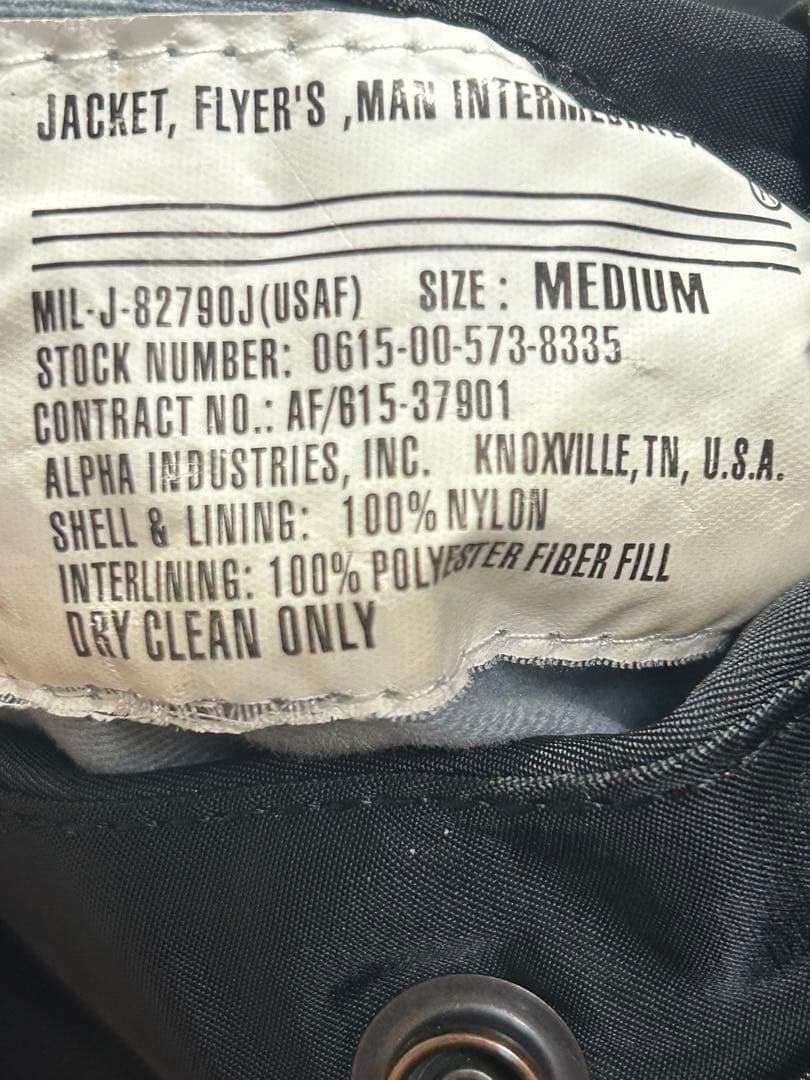 JACKET, FLYER'S ,MAN INTERMEDIATE,
®
MIL-J-82790J(USAF) SIZE : MEDIUM
STOCK NUMBER: 0615-00-573-8335
CONTRACT NO.: AF/615-37901
ALPHA INDUSTRIES, INC. KNOXVILLE,TN, U.S.A.
SHELL & LINING: 100% NYLON
INTERLINING: 100% POLYESTER FIBER FILL
DRY CLEAN ONLY